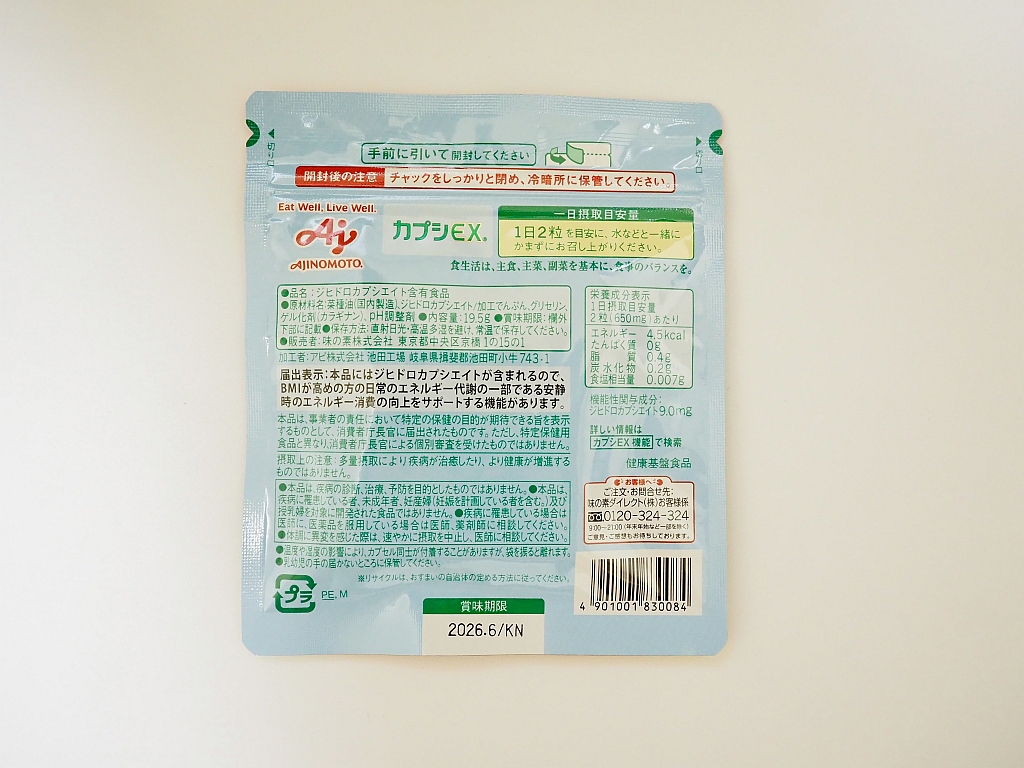 手前に引いて開封してください
切り口
切り口
開封後の注意 チャックをしっかりと閉め、冷暗所に保管してください。
Eat Well, Live Well.
AJINOMOTO.
カプシEX®
一日摂取目安量
1日2粒を目安に、水などと一緒に
かまずにお召し上がりください。
食生活は、主食、主菜、副菜を基本に、食事のバランスを。
●品名：ジヒドロカプシエイト含有食品
●原材料名：菜種油(国内製造)、ジヒドロカプシエイト/加工でんぷん、グリセリン、
ゲル化剤(カラギナン)、pH調整剤 ●内容量：19.5g ●賞味期限：欄外
下部に記載●保存方法：直射日光・高温多湿を避け、常温で保存してください。
●販売者：味の素株式会社 東京都中央区京橋1の15の1
加工者：アピ株式会社 池田工場 岐阜県揖斐郡池田町小牛743-1
届出表示：本品にはジヒドロカプシエイトが含まれるので、
BMIが高めの方の日常のエネルギー代謝の一部である安静
時のエネルギー消費の向上をサポートする機能があります。
本品は、事業者の責任において特定の保健の目的が期待できる旨を表示
するものとして、消費者庁長官に届出されたものです。ただし、特定保健用
食品と異なり、消費者庁長官による個別審査を受けたものではありません。
摂取上の注意：多量摂取により疾病が治癒したり、より健康が増進する
ものではありません。
●本品は、疾病の診断、治療、予防を目的としたものではありません。●本品は、
疾病に罹患している者、未成年者、妊産婦(妊娠を計画している者を含む。)及び
授乳婦を対象に開発された食品ではありません。●疾病に罹患している場合は
医師に、医薬品を服用している場合は医師、薬剤師に相談してください。
●体調に異変を感じた際は、速やかに摂取を中止し、医師に相談してください。
●温度や湿度の影響により、カプセル同士が付着することがありますが、袋を振ると離れます。
●乳幼児の手の届かないところに保管してください。
※リサイクルは、お住まいの自治体の定める方法に従ってください。
プラ
PE, M
栄養成分表示
1日摂取目安量
2粒(650mg)あたり
エネルギー 4.5kcal
たんぱく質 0g
脂質 0.4g
炭水化物 0.2g
食塩相当量 0.007g
機能性関与成分：
ジヒドロカプシエイト9.0mg
詳しい情報は
カプシEX 機能 で検索
健康基盤食品
お客様へ
ご注文・お問合せ先：
味の素ダイレクト(株)お客様係
0120-324-324
9:00〜21:00(年末年始など一部を除く)
ご意見・ご感想もお待ちしております。
4 901001 830084
賞味期限
2026.6/KN